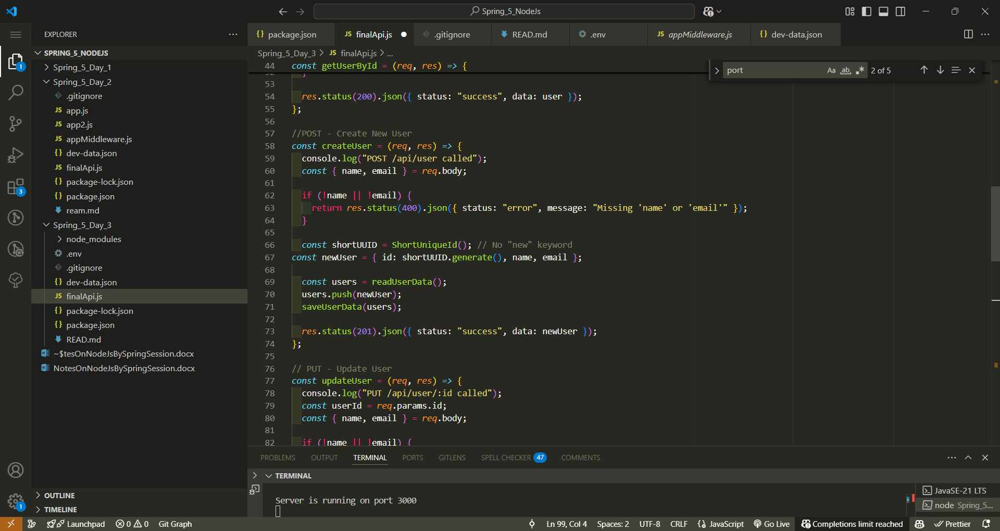 Spring_5_NodeJs
EXPLORER
SPRING_5_NODEJS
Spring_5_Day_1
Spring_5_Day_2
.gitignore
JS app.js
JS app2.js
JS appMiddleware.js
{} dev-data.json
JS finalApi.js
{} package-lock.json
{} package.json
ream.md
Spring_5_Day_3
node_modules
.env
.gitignore
{} dev-data.json
JS finalApi.js
{} package-lock.json
{} package.json
READ.md
~$tesOnNodeJsBySpringSession.docx
NotesOnNodeJsBySpringSession.docx
OUTLINE
TIMELINE
1
3
1
{} package.json
JS finalApi.js
.gitignore
READ.md
.env
JS appMiddleware.js
{} dev-data.json
Spring_5_Day_3 > JS finalApi.js > ...
port
Aa ab 2 of 5
44 const getUserById = (req, res) => {
53
54 res.status(200).json({ status: "success", data: user });
55 };
56
57 //POST - Create New User
58 const createUser = (req, res) => {
59 console.log("POST /api/user called");
60 const { name, email } = req.body;
61
62 if (!name || !email) {
63 return res.status(400).json({ status: "error", message: "Missing 'name' or 'email'" });
64 }
65
66 const shortUUID = ShortUniqueId(); // No "new" keyword
67 const newUser = { id: shortUUID.generate(), name, email };
68
69 const users = readUserData();
70 users.push(newUser);
71 saveUserData(users);
72
73 res.status(201).json({ status: "success", data: newUser });
74 };
75
76 // PUT - Update User
77 const updateUser = (req, res) => {
78 console.log("PUT /api/user/:id called");
79 const userId = req.params.id;
80 const { name, email } = req.body;
81
82 if (!name || !email) {
PROBLEMS OUTPUT TERMINAL PORTS GITLENS SPELL CHECKER 47 COMMENTS
TERMINAL
Server is running on port 3000
JavaSE-21 LTS
node Spring_5...
Launchpad 0 0 Git Graph Ln 99, Col 4 Spaces: 2 UTF-8 CRLF {} JavaScript Go Live Completions limit reached Prettier